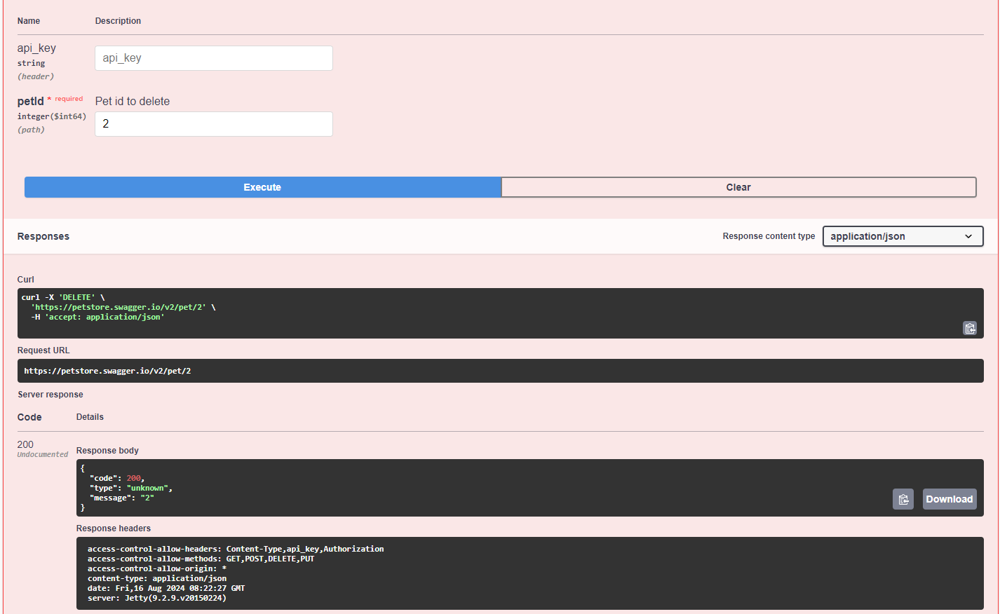 Name Description
api_key
string
(header)
api_key
petId * required
integer($int64)
(path)
Pet id to delete
2
Execute Clear
Responses Response content type application/json
Curl
curl -X 'DELETE' \
  'https://petstore.swagger.io/v2/pet/2' \
  -H 'accept: application/json'
Request URL
https://petstore.swagger.io/v2/pet/2
Server response
Code Details
200
Undocumented
Response body
{
  "code": 200,
  "type": "unknown",
  "message": "2"
}
Download
Response headers
access-control-allow-headers: Content-Type,api_key,Authorization
access-control-allow-methods: GET,POST,DELETE,PUT
access-control-allow-origin: *
content-type: application/json
date: Fri,16 Aug 2024 08:22:27 GMT
server: Jetty(9.2.9.v20150224)